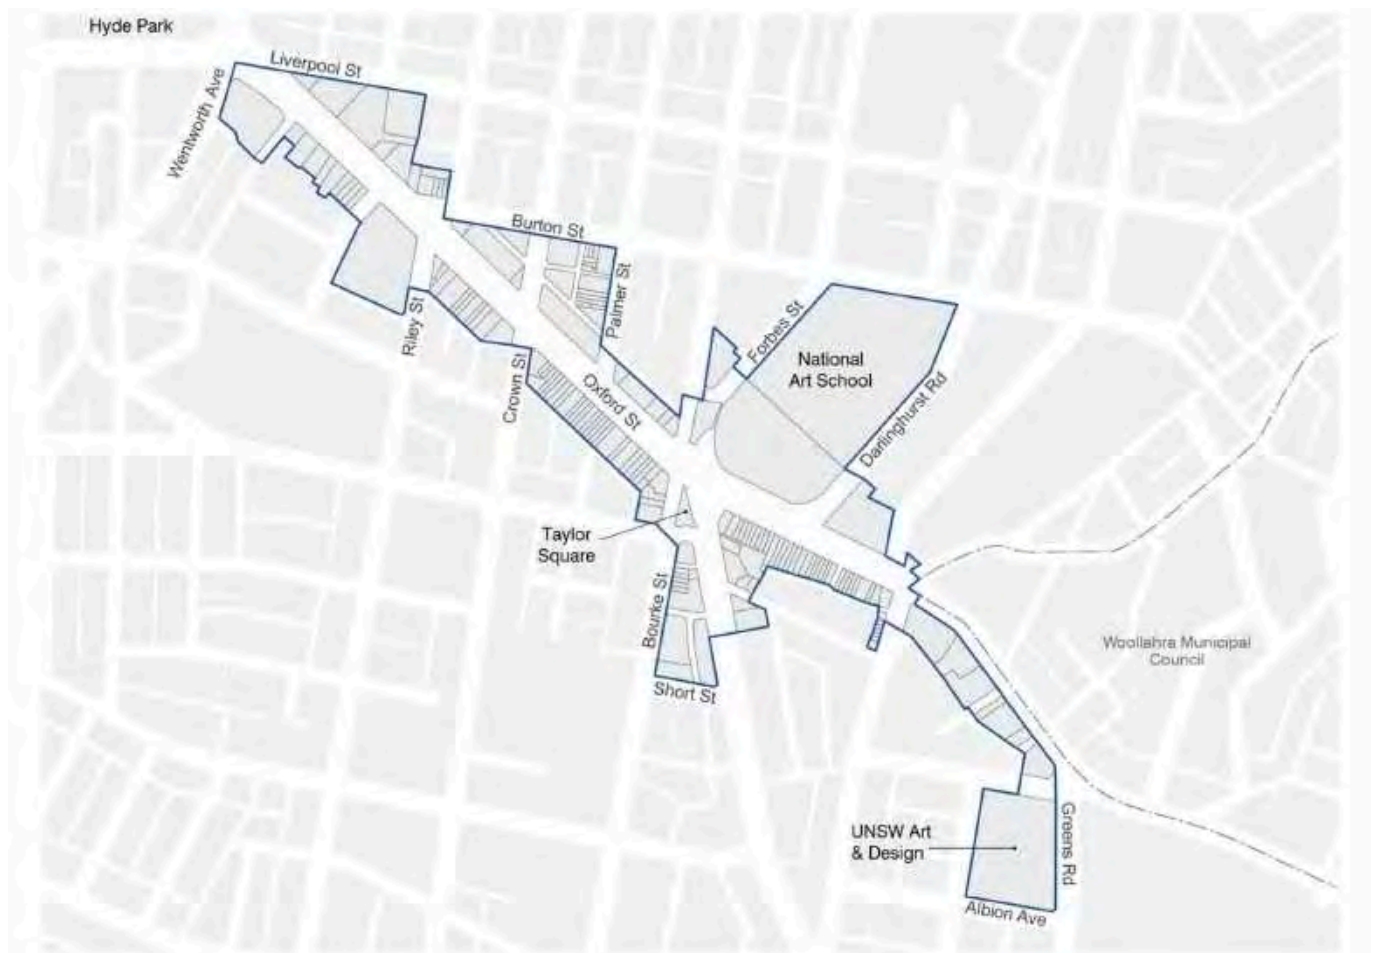 Hyde Park
Liverpool St
Wentworth Ave
Burton St
Palmer St
Riley St
Crown St
Oxford St
Forbes St
National
Art School
Darlinghurst Rd
Taylor
Square
Bourke St
Short St
Woollahra Municipal
Council
UNSW Art
& Design
Greens Rd
Albion Ave